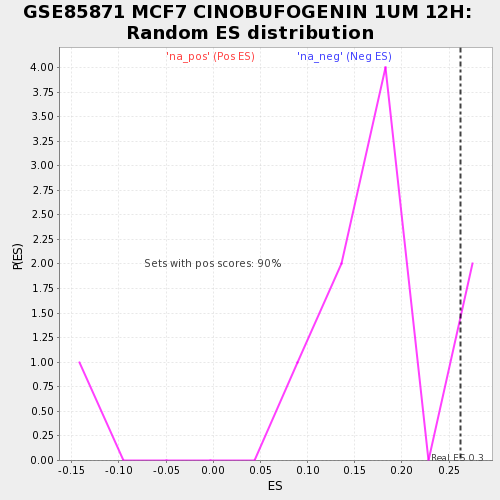 GSE85871 MCF7 CINOBUFOGENIN 1UM 12H:
Random ES distribution
'na_pos' (Pos ES) 'na_neg' (Neg ES)
4.00
3.75
3.50
3.25
3.00
2.75
2.50
2.25
2.00
1.75
1.50
1.25
1.00
0.75
0.50
0.25
0.00
P(ES)
Sets with pos scores: 90%
Real ES 0.3
-0.15 -0.10 -0.05 0.00 0.05 0.10 0.15 0.20 0.25
ES